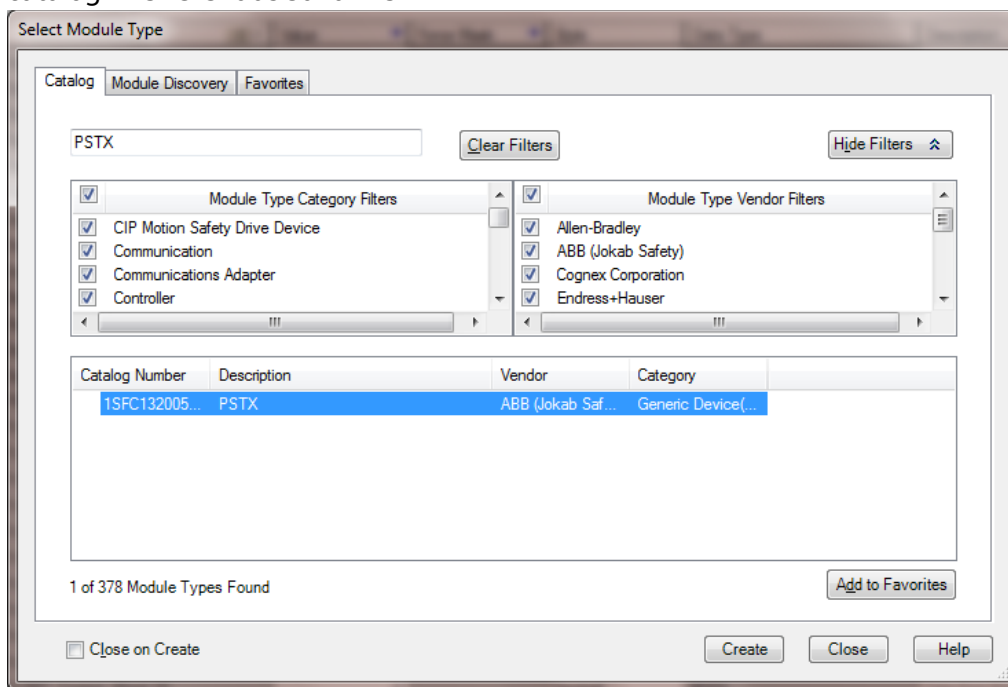 Select Module Type
Catalog Module Discovery Favorites
PSTX Clear Filters Hide Filters
Module Type Category Filters Module Type Vendor Filters
CIP Motion Safety Drive Device Allen-Bradley
Communication ABB (Jokab Safety)
Communications Adapter Cognex Corporation
Controller Endress+Hauser
Catalog Number Description Vendor Category
1SFC132005... PSTX ABB (Jokab Saf... Generic Device(...
1 of 378 Module Types Found Add to Favorites
Close on Create Create Close Help